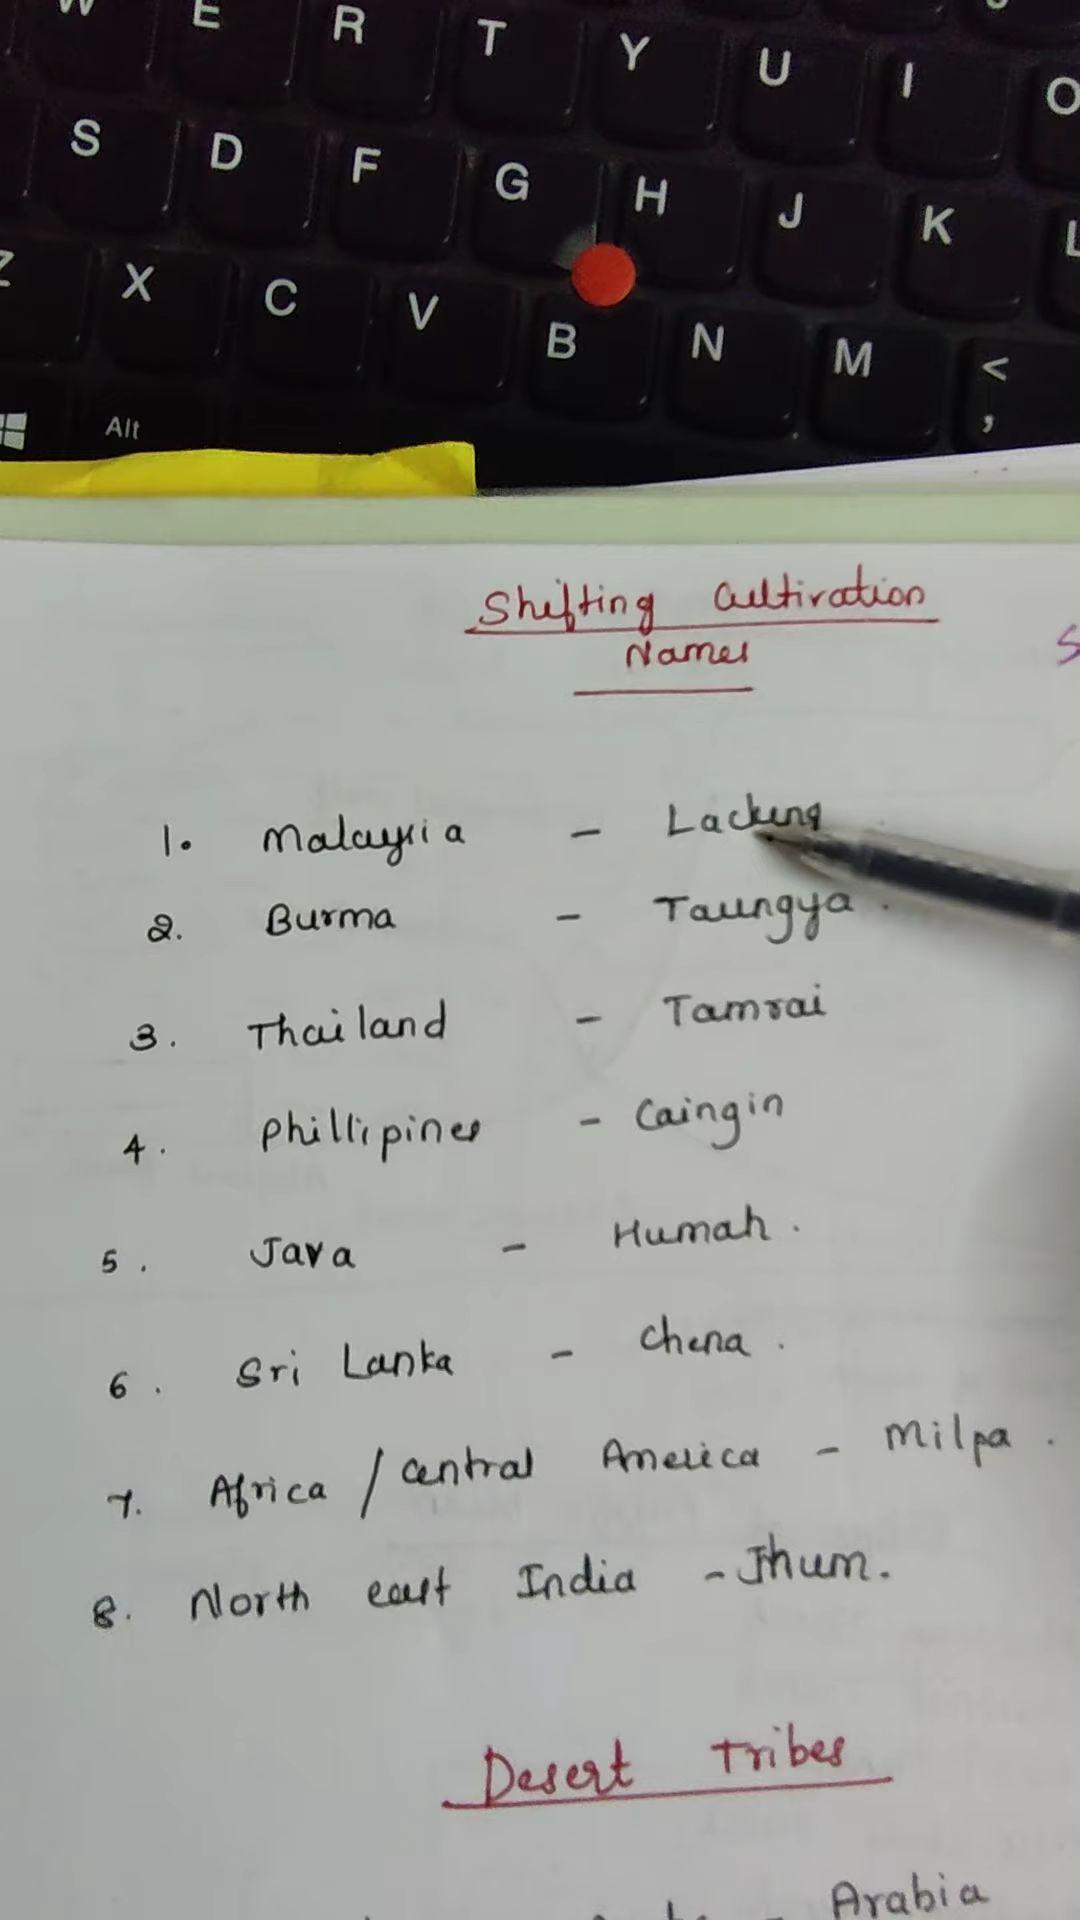 W E R T Y U I O
S D F G H J K L
Z X C V B N M <
,
Alt
Shifting Cultivation
Names
S
1. Malaysia - Lacking
2. Burma - Taungya.
3. Thailand - Tamrai
4. Phillipines - Caingin
5. Java - Humah.
6. Sri Lanka - Chena.
7. Africa / Central America - Milpa.
8. North east India - Jhum.
Desert Tribes
- Arabia